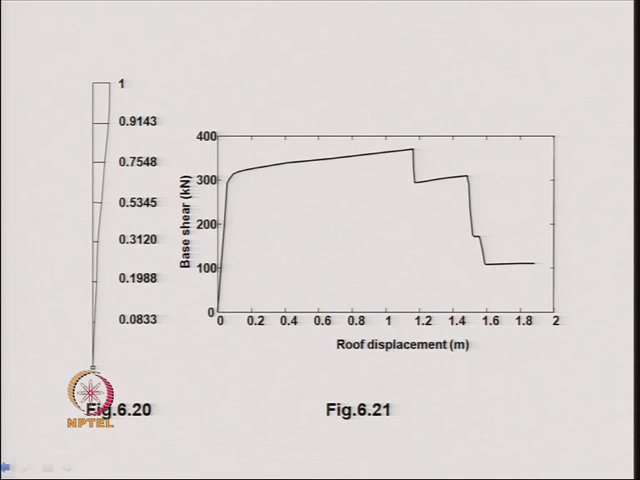 1
0.9143
0.7548
0.5345
0.3120
0.1988
0.0833
Base shear (kN)
400
300
200
100
0
0 0.2 0.4 0.6 0.8 1 1.2 1.4 1.6 1.8 2
Roof displacement (m)
Fig.6.20
Fig.6.21
NPTEL